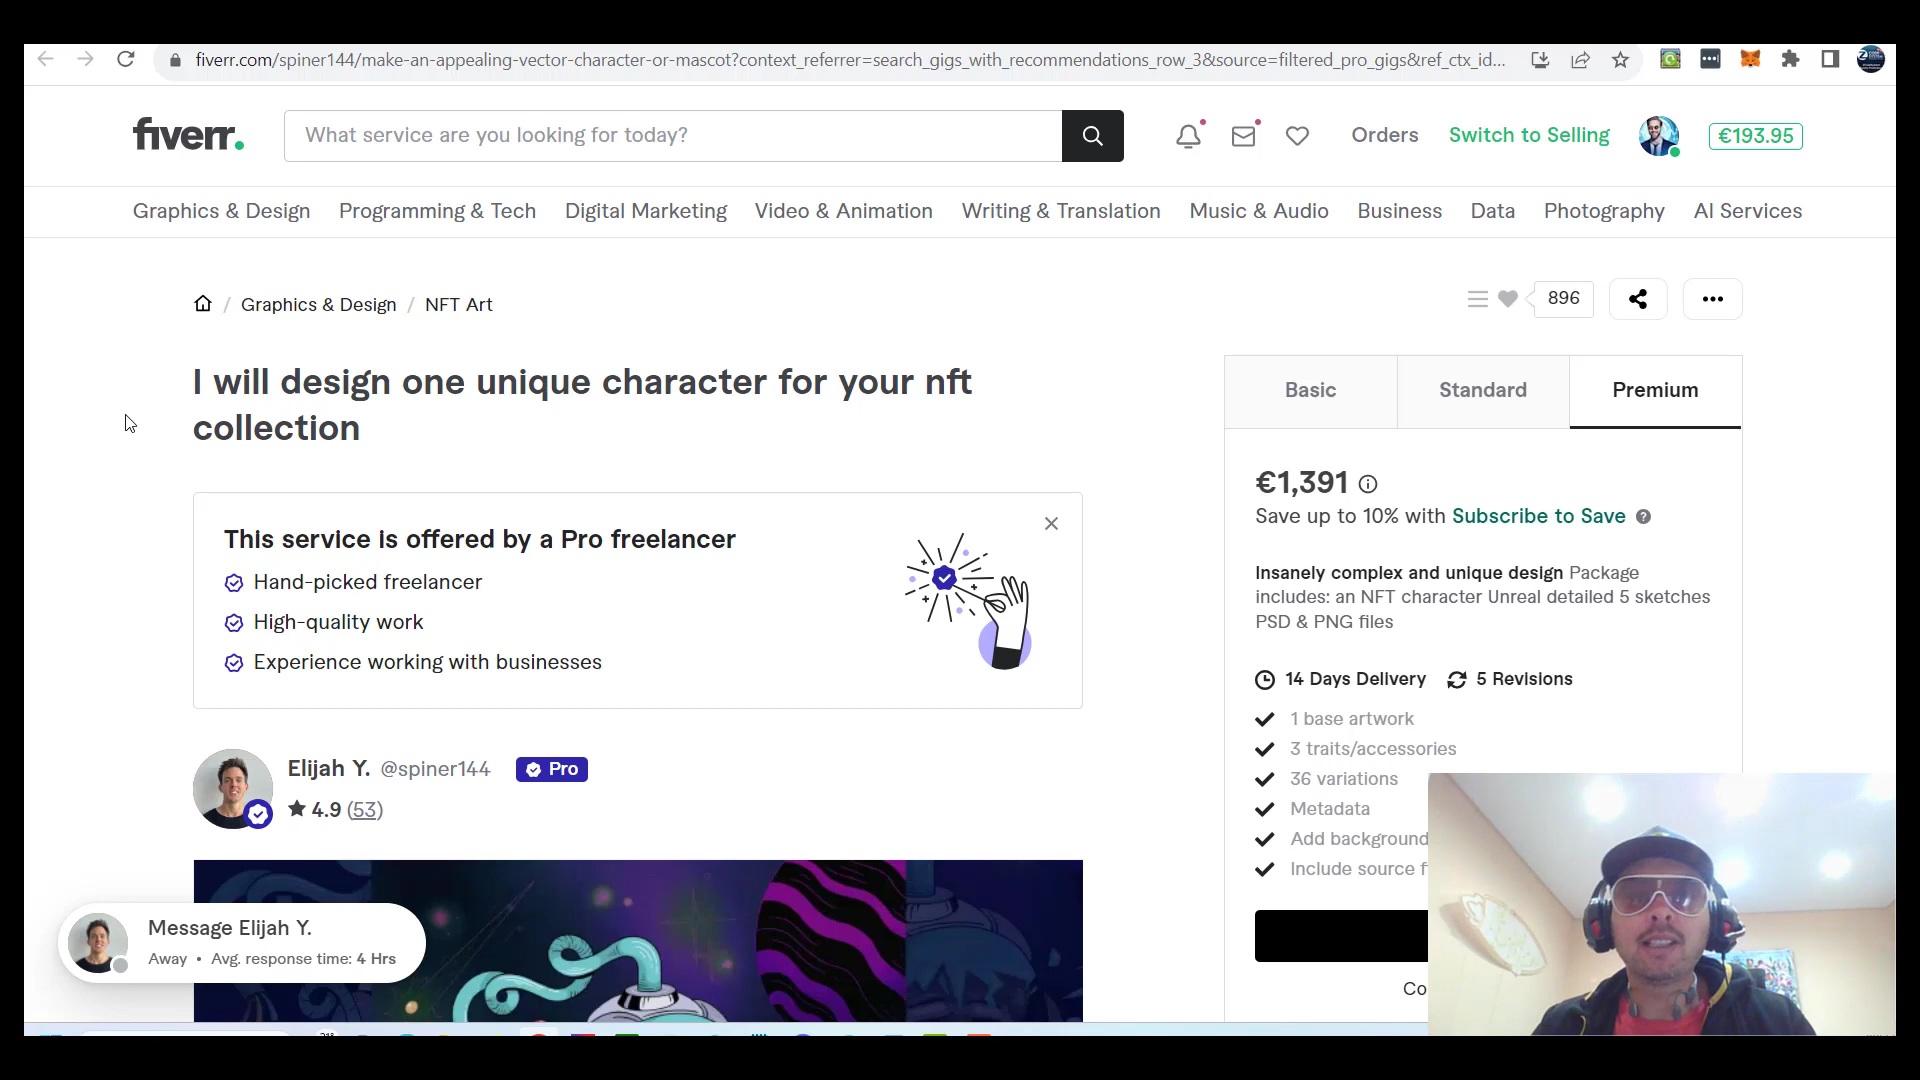 fiverr.com/spiner144/make-an-appealing-vector-character-or-mascot?context_referrer=search_gigs_with_recommendations_row_3&source=filtered_pro_gigs&ref_ctx_id...
fiverr.
What service are you looking for today?
Orders
Switch to Selling
€193.95
Graphics & Design
Programming & Tech
Digital Marketing
Video & Animation
Writing & Translation
Music & Audio
Business
Data
Photography
AI Services
/ Graphics & Design / NFT Art
896
I will design one unique character for your nft
collection
This service is offered by a Pro freelancer
Hand-picked freelancer
High-quality work
Experience working with businesses
Elijah Y. @spiner144
Pro
4.9 (53)
Message Elijah Y.
Away • Avg. response time: 4 Hrs
Basic
Standard
Premium
€1,391
Save up to 10% with Subscribe to Save
Insanely complex and unique design Package
includes: an NFT character Unreal detailed 5 sketches
PSD & PNG files
14 Days Delivery
5 Revisions
1 base artwork
3 traits/accessories
36 variations
Metadata
Add background
Include source f
Co